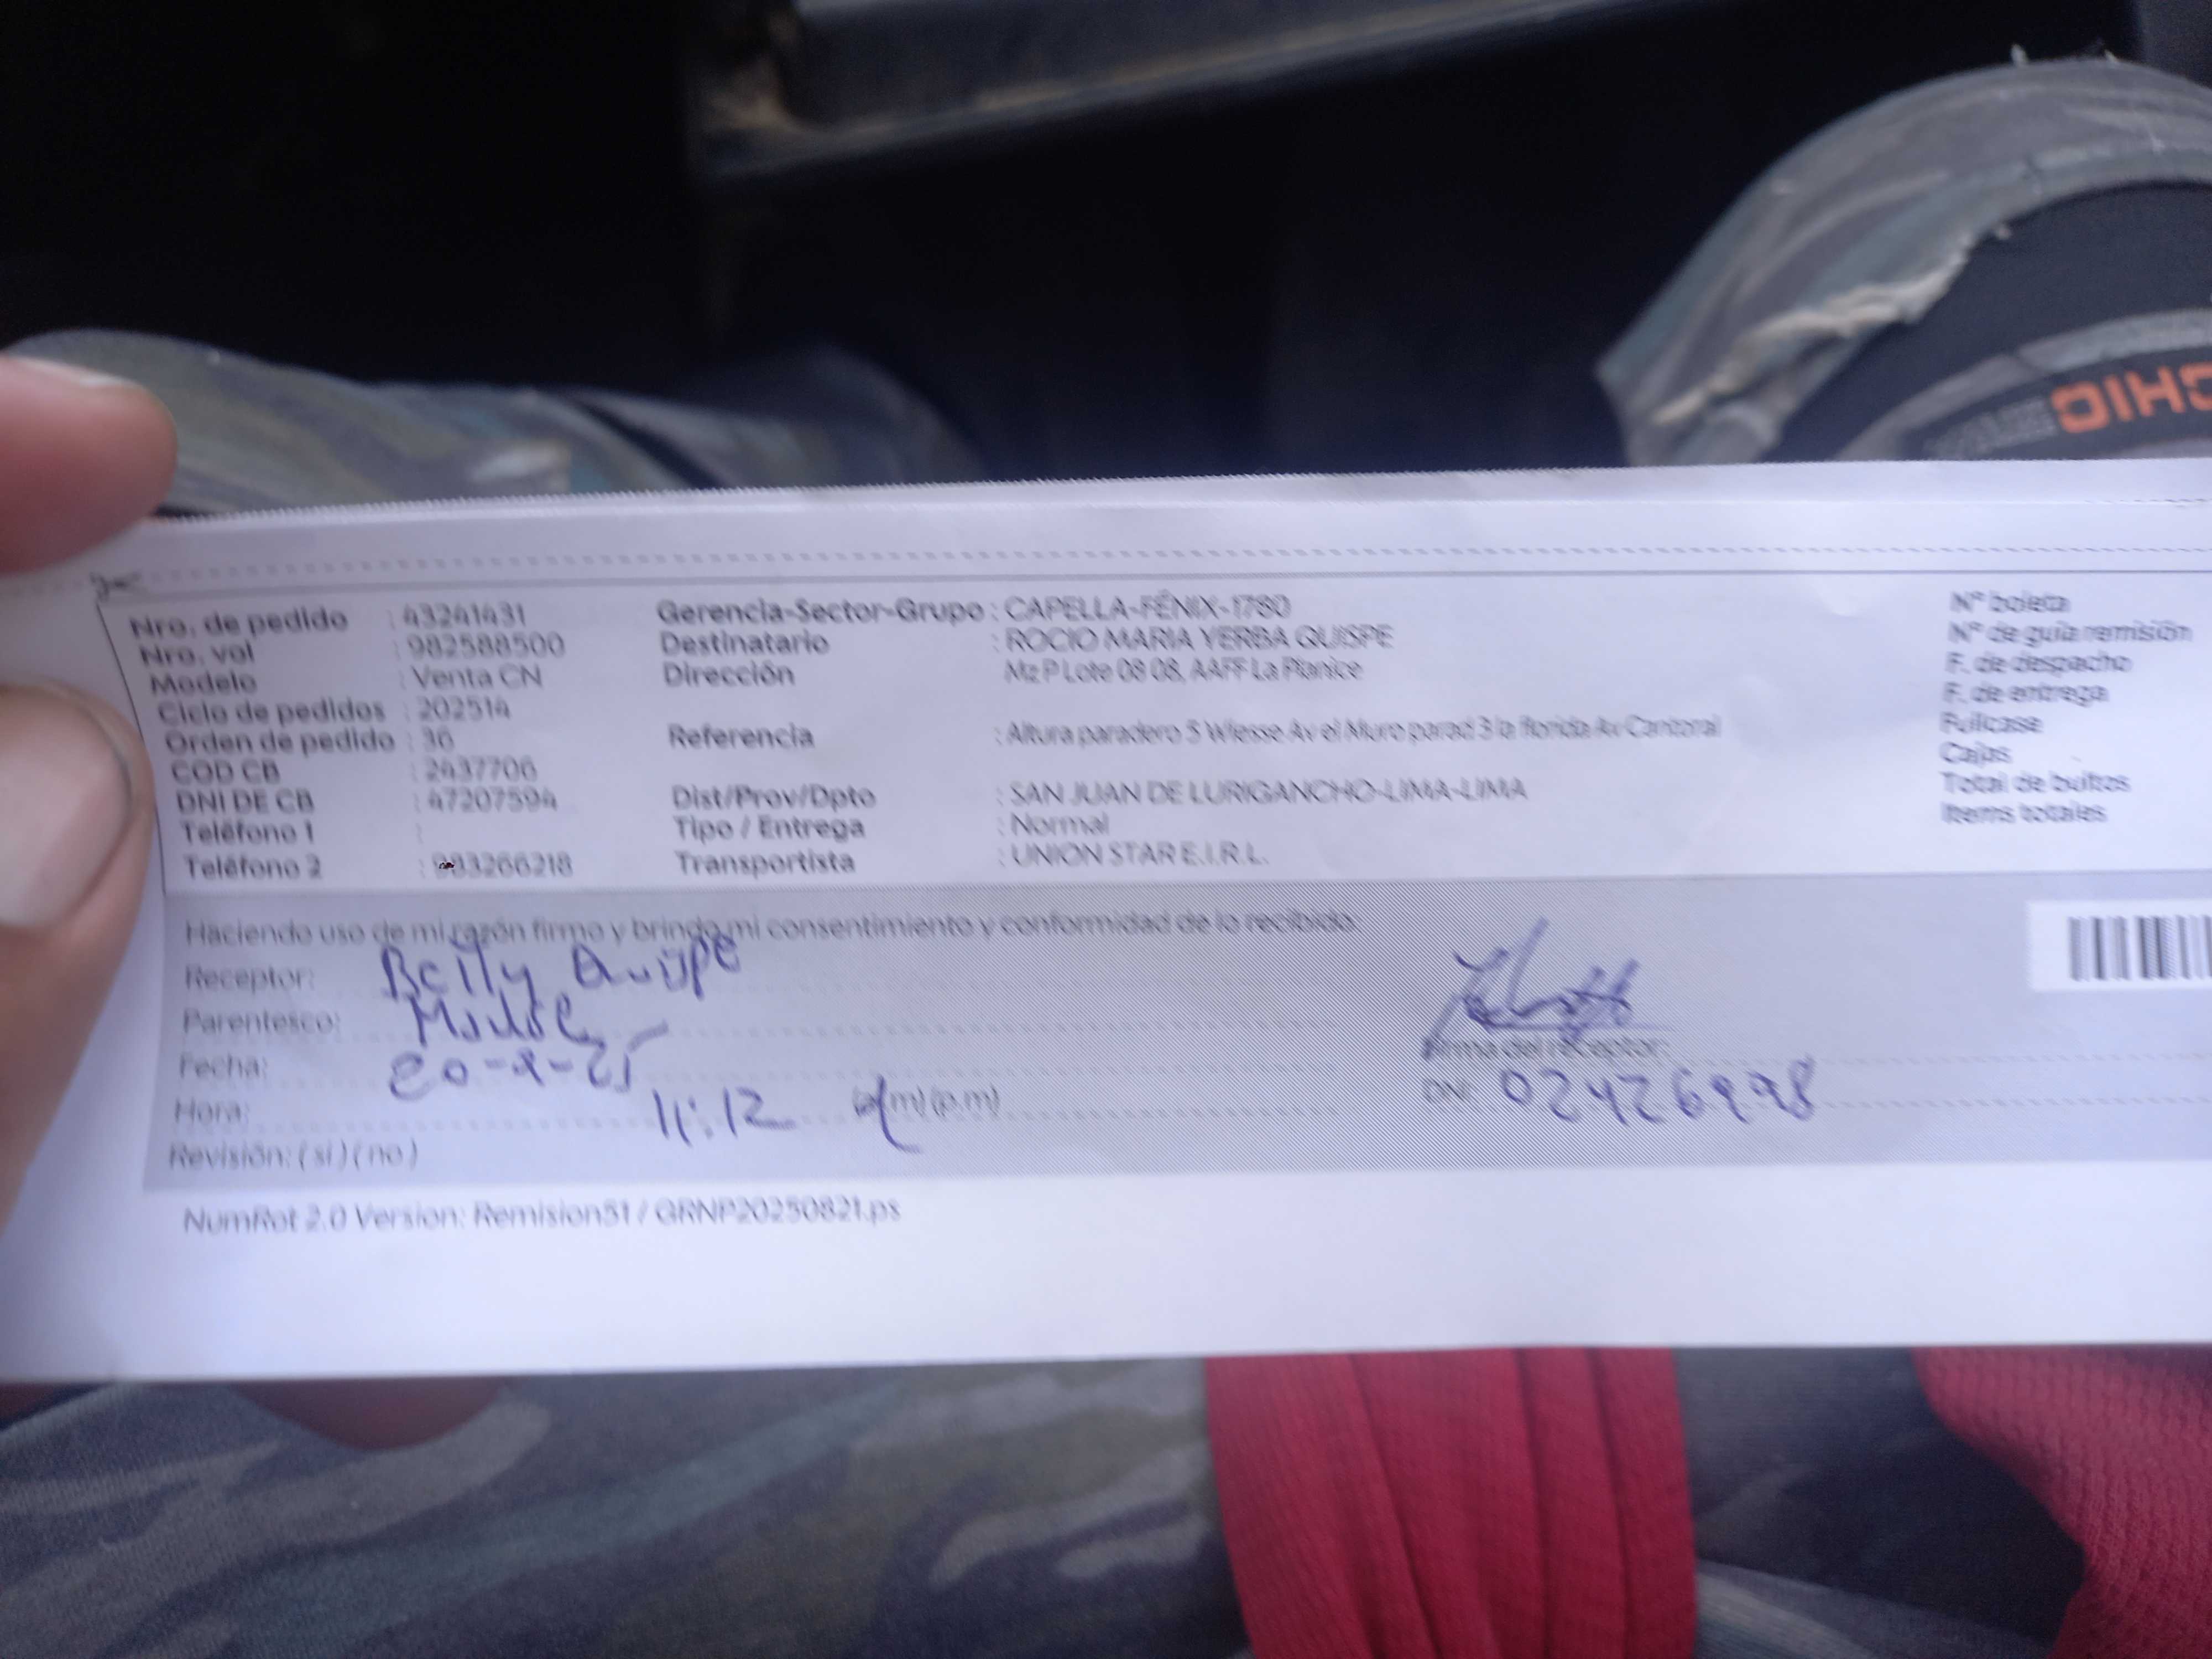 OIHO
Nro. de pedido : 43241431 Gerencia-Sector-Grupo : CAPELLA-FÉNIX-1780 N° boleta
Nro. vol : 982588500 Destinatario : ROCIO MARIA YERBA QUISPE N° de guía remisión
Modelo : Venta CN Dirección Mz P Lote 08 08, AAFF La Planice F. de despacho
Ciclo de pedidos : 202514 F. de entrega
Orden de pedido : 36 Referencia : Altura paradero 5 Wiesse Av el Muro parad 3 la florida Av Cantoral Fullcase
COD CB : 2437706 Cajas
DNI DE CB : 47207594 Dist/Prov/Dpto : SAN JUAN DE LURIGANCHO-LIMA-LIMA Total de bultos
Teléfono 1 : Tipo / Entrega : Normal Items totales
Teléfono 2 : 983266218 Transportista : UNION STAR E.I.R.L.
Haciendo uso de mi razón firmo y brindo mi consentimiento y conformidad de lo recibido:
Receptor: Betty Quispe
Parentesco:
Fecha: 20-8-25 Firma del receptor:
Hora: 11:12 (a.m) (p.m) DNI: 02426998
Revisión: ( si ) ( no )
NumRot 2.0 Version: Remision51 / GRNP20250821.ps